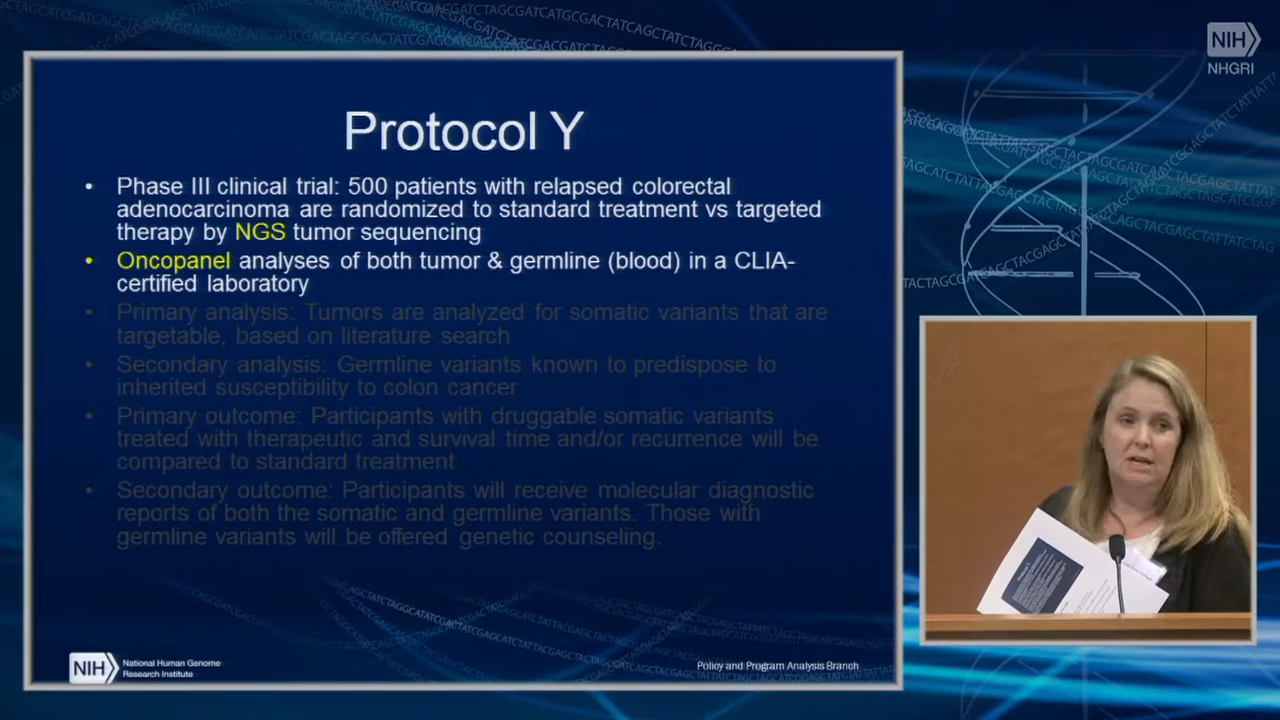 NIH
NHGRI
Protocol Y
• Phase III clinical trial: 500 patients with relapsed colorectal
adenocarcinoma are randomized to standard treatment vs targeted
therapy by NGS tumor sequencing
• Oncopanel analyses of both tumor & germline (blood) in a CLIA-
certified laboratory
• Primary analysis: Tumors are analyzed for somatic variants that are
targetable, based on literature search
• Secondary analysis: Germline variants known to predispose to
inherited susceptibility to colon cancer
• Primary outcome: Participants with druggable somatic variants
treated with therapeutic and survival time and/or recurrence will be
compared to standard treatment
• Secondary outcome: Participants will receive molecular diagnostic
reports of both the somatic and germline variants. Those with
germline variants will be offered genetic counseling.
NIH
National Human Genome
Research Institute
Policy and Program Analysis Branch